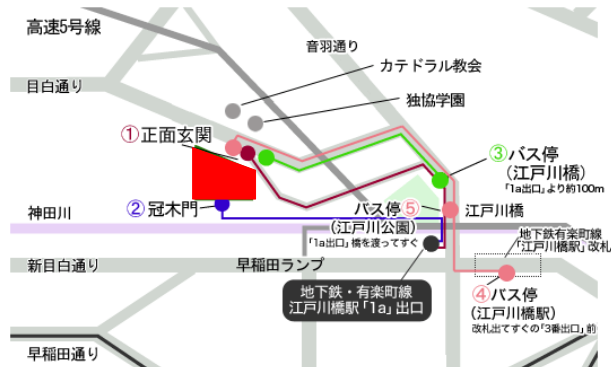 高速5号線
音羽通り
カテドラル教会
目白通り
独協学園
①正面玄関
③バス停
(江戸川橋)
「1a出口」より約100m
②冠木門
バス停⑤
(江戸川公園)
「1a出口」橋を渡ってすぐ
江戸川橋
神田川
地下鉄有楽町線
「江戸川橋駅」改札
新目白通り
早稲田ランプ
地下鉄・有楽町線
江戸川橋駅「1a」出口
④バス停
(江戸川橋駅)
改札出てすぐの「3番出口」前
早稲田通り